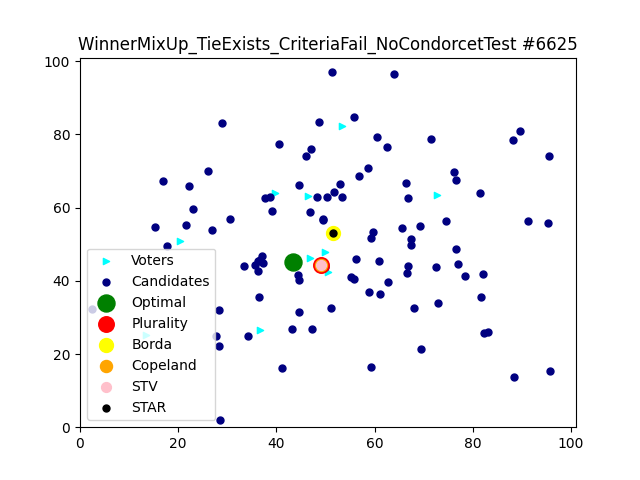 WinnerMixUp_TieExists_CriteriaFail_NoCondorcetTest #6625
100
80
60
40
20
0
Voters
Candidates
Optimal
Plurality
Borda
Copeland
STV
STAR
0 20 40 60 80 100